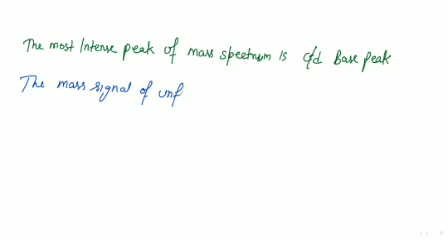 The most Intense peak of mass spectrum is c/d Base peak
The mass signal of unf